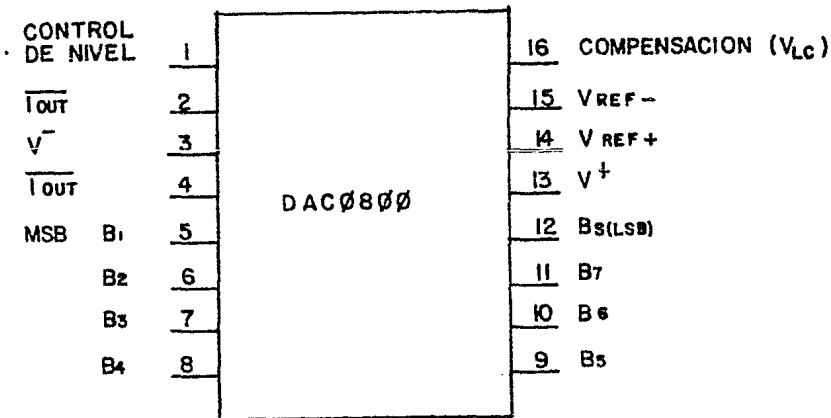 CONTROL
DE NIVEL 1
IOUT 2
V- 3
IOUT 4
MSB B1 5
B2 6
B3 7
B4 8
DACØ8ØØ
16 COMPENSACION (VLC)
15 VREF-
14 VREF+
13 V+
12 B8(LSB)
11 B7
10 B6
9 B5